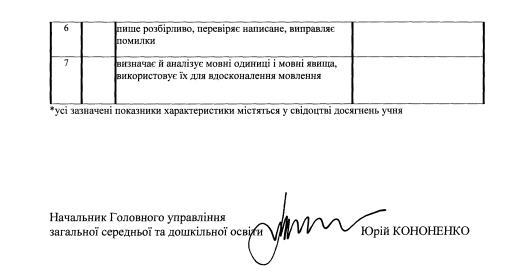 6 пише розбірливо, перевіряє написане, виправляє
помилки
7 визначає й аналізує мовні одиниці і мовні явища,
використовує їх для вдосконалення мовлення
*усі зазначені показники характеристики містяться у свідоцтві досягнень учня
Начальник Головного управління
загальної середньої та дошкільної освіти Юрій КОНОНЕНКО